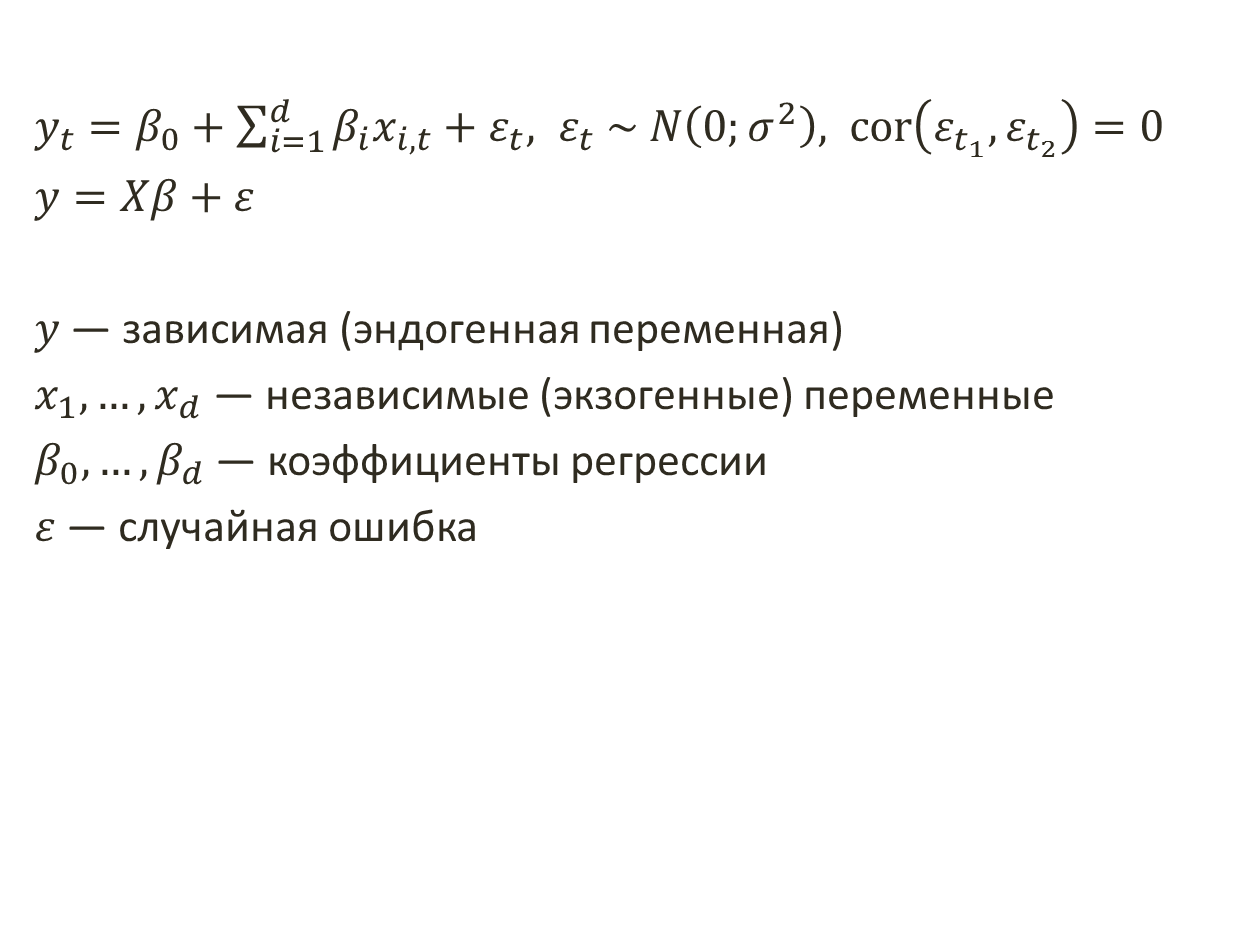 y_t = β_0 + ∑_{i=1}^{d} β_i x_{i,t} + ε_t, ε_t ~ N(0; σ^2), cor(ε_{t_1}, ε_{t_2}) = 0
y = Xβ + ε
y — зависимая (эндогенная переменная)
x_1, … , x_d — независимые (экзогенные) переменные
β_0, … , β_d — коэффициенты регрессии
ε — случайная ошибка